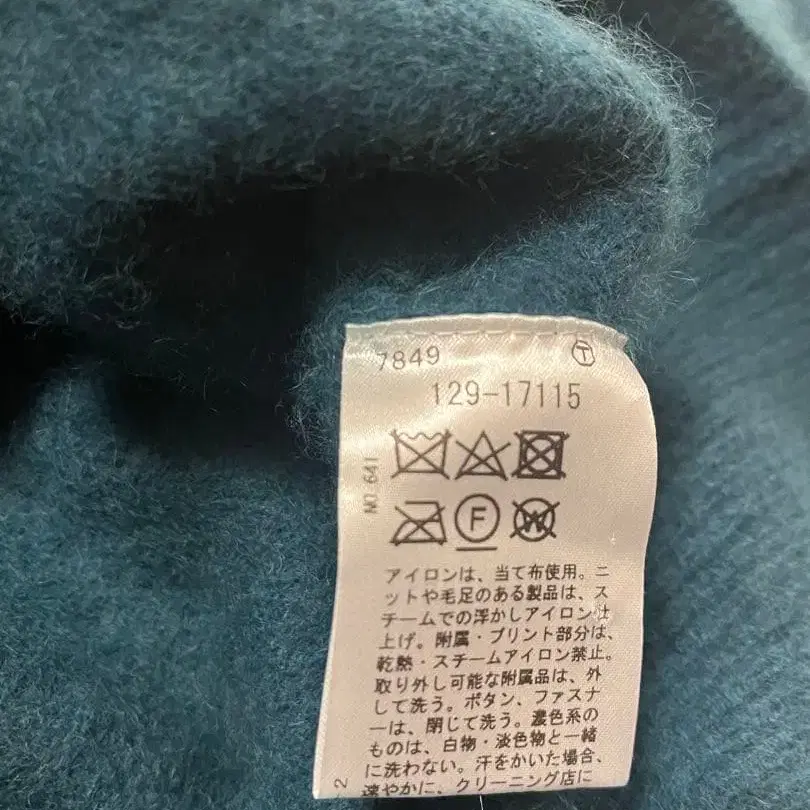 7849 T
129-17115
NO.641
F
W
アイロンは、当て布使用。ニ
ットや毛足のある製品は、ス
チームでの浮かしアイロン仕
上げ。附属・プリント部分は、
乾熱・スチームアイロン禁止。
取り外し可能な附属品は、外
して洗う。ボタン、ファスナ
ーは、閉じて洗う。濃色系の
ものは、白物・淡色物と一緒
に洗わない。汗をかいた場合、
速やかに、クリーニング店に
2